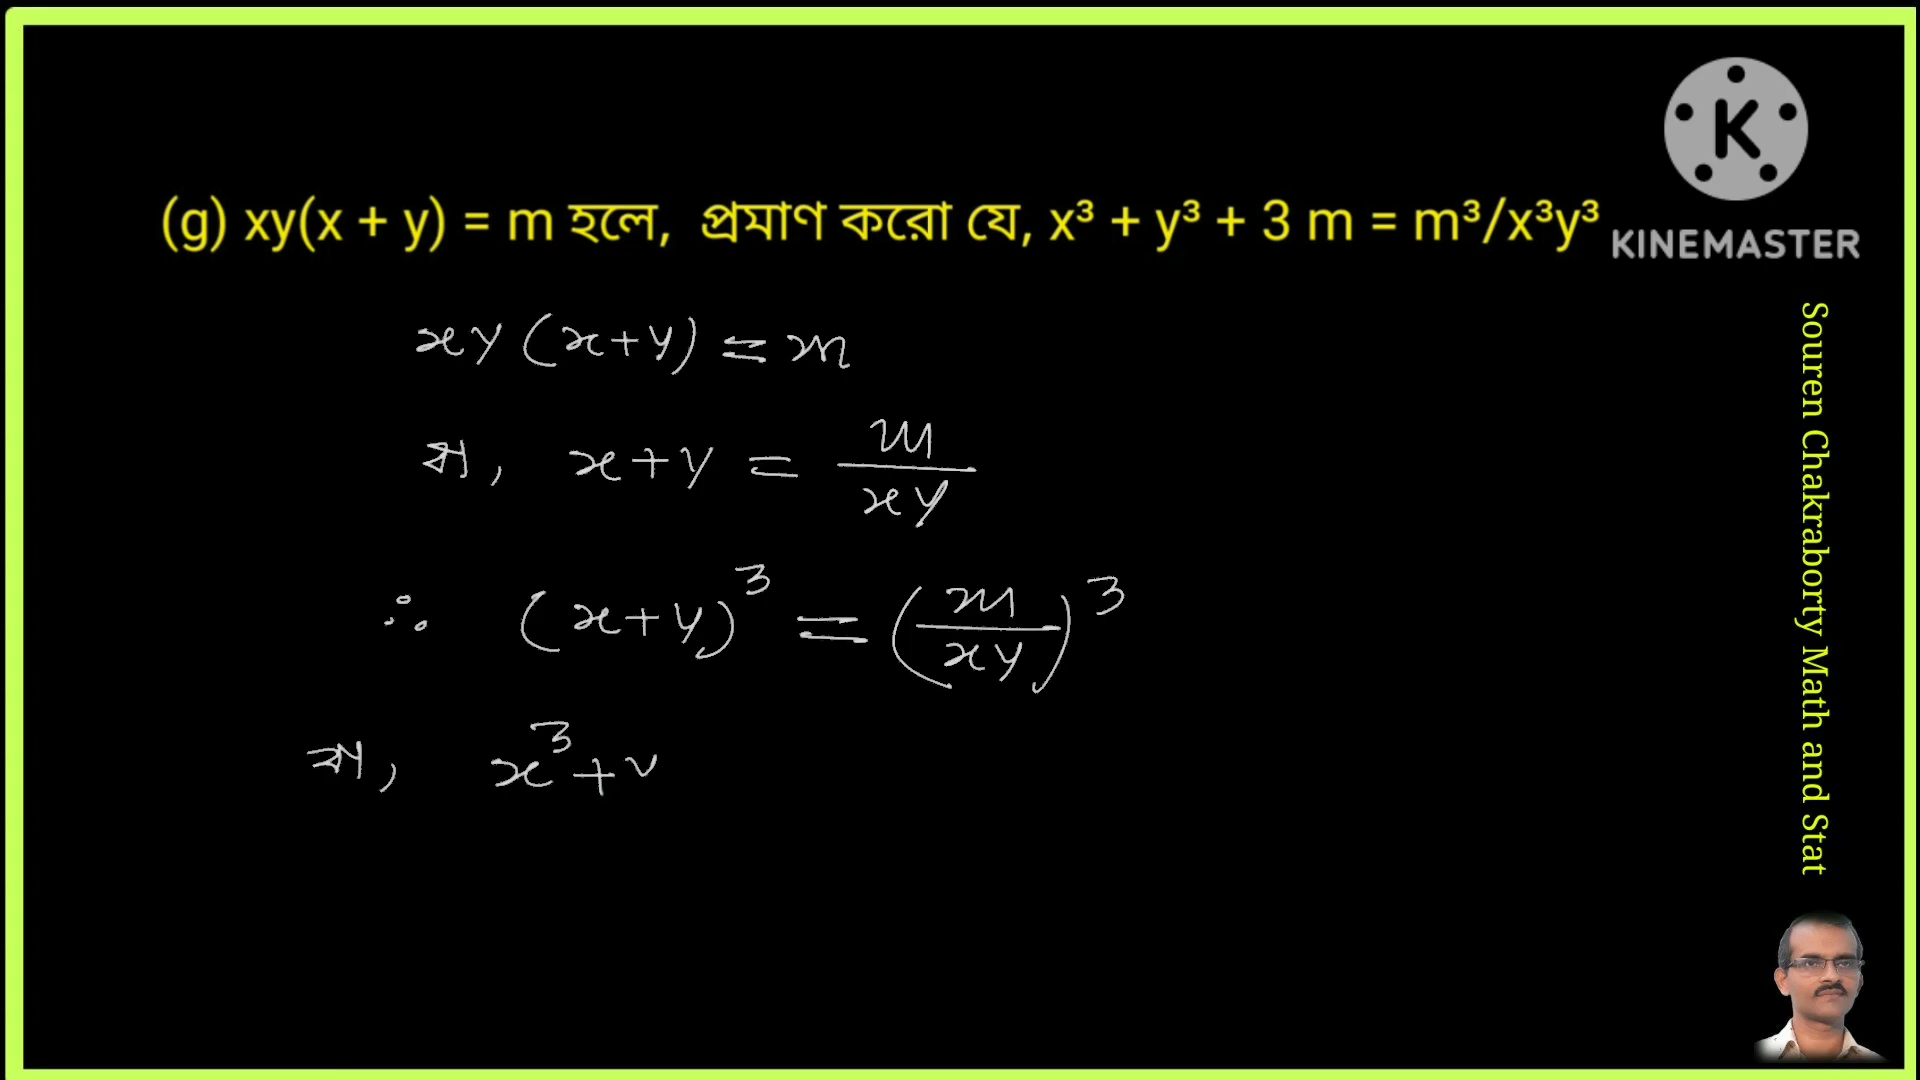 (g) xy(x + y) = m হলে, প্রমাণ করো যে, x³ + y³ + 3 m = m³/x³y³
KINEMASTER
xy (x+y) = m
বা, x+y = m/xy
∴ (x+y)³ = (m/xy)³
বা, x³+y
Souren Chakraborty Math and Stat